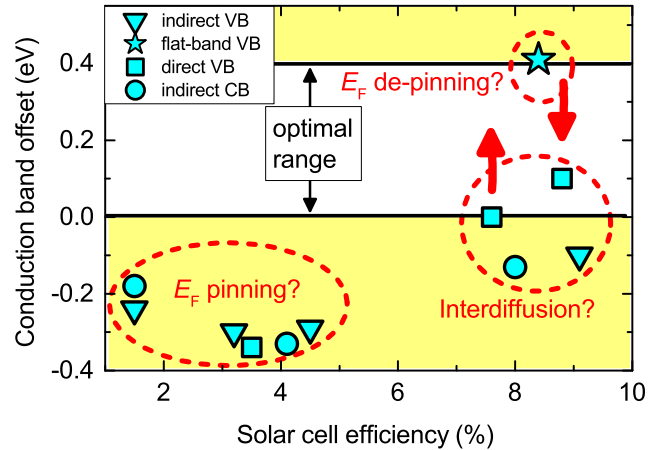 indirect VB
flat-band VB
direct VB
indirect CB
E_F de-pinning?
optimal
range
E_F pinning?
Interdiffusion?
Conduction band offset (eV)
0.4
0.2
0.0
-0.2
-0.4
2 4 6 8 10
Solar cell efficiency (%)